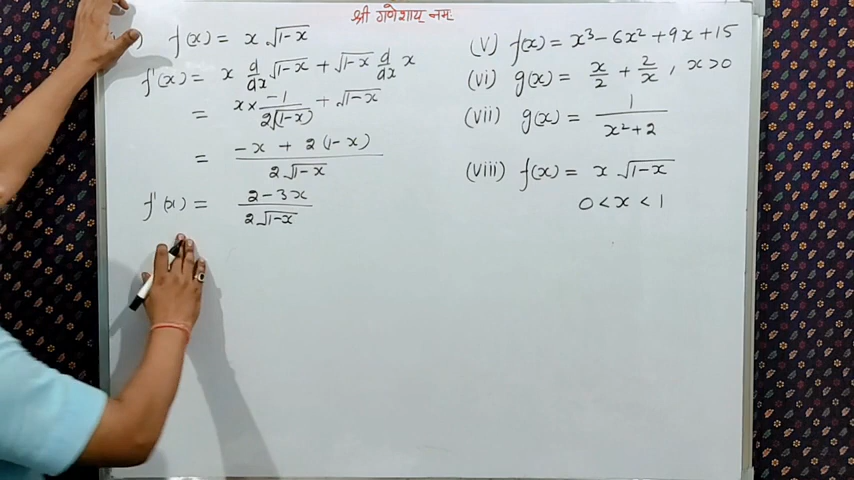 श्री गणेशाय नमः
) f(x) = x √1-x
f'(x) = x d/dx √1-x + √1-x d/dx x
= x × -1/2√(1-x) + √1-x
= -x + 2(1-x) / 2√1-x
f'(x) = 2-3x / 2√1-x
(v) f(x) = x³ - 6x² + 9x + 15
(vi) g(x) = x/2 + 2/x , x>0
(vii) g(x) = 1 / x²+2
(viii) f(x) = x √1-x
0 < x < 1